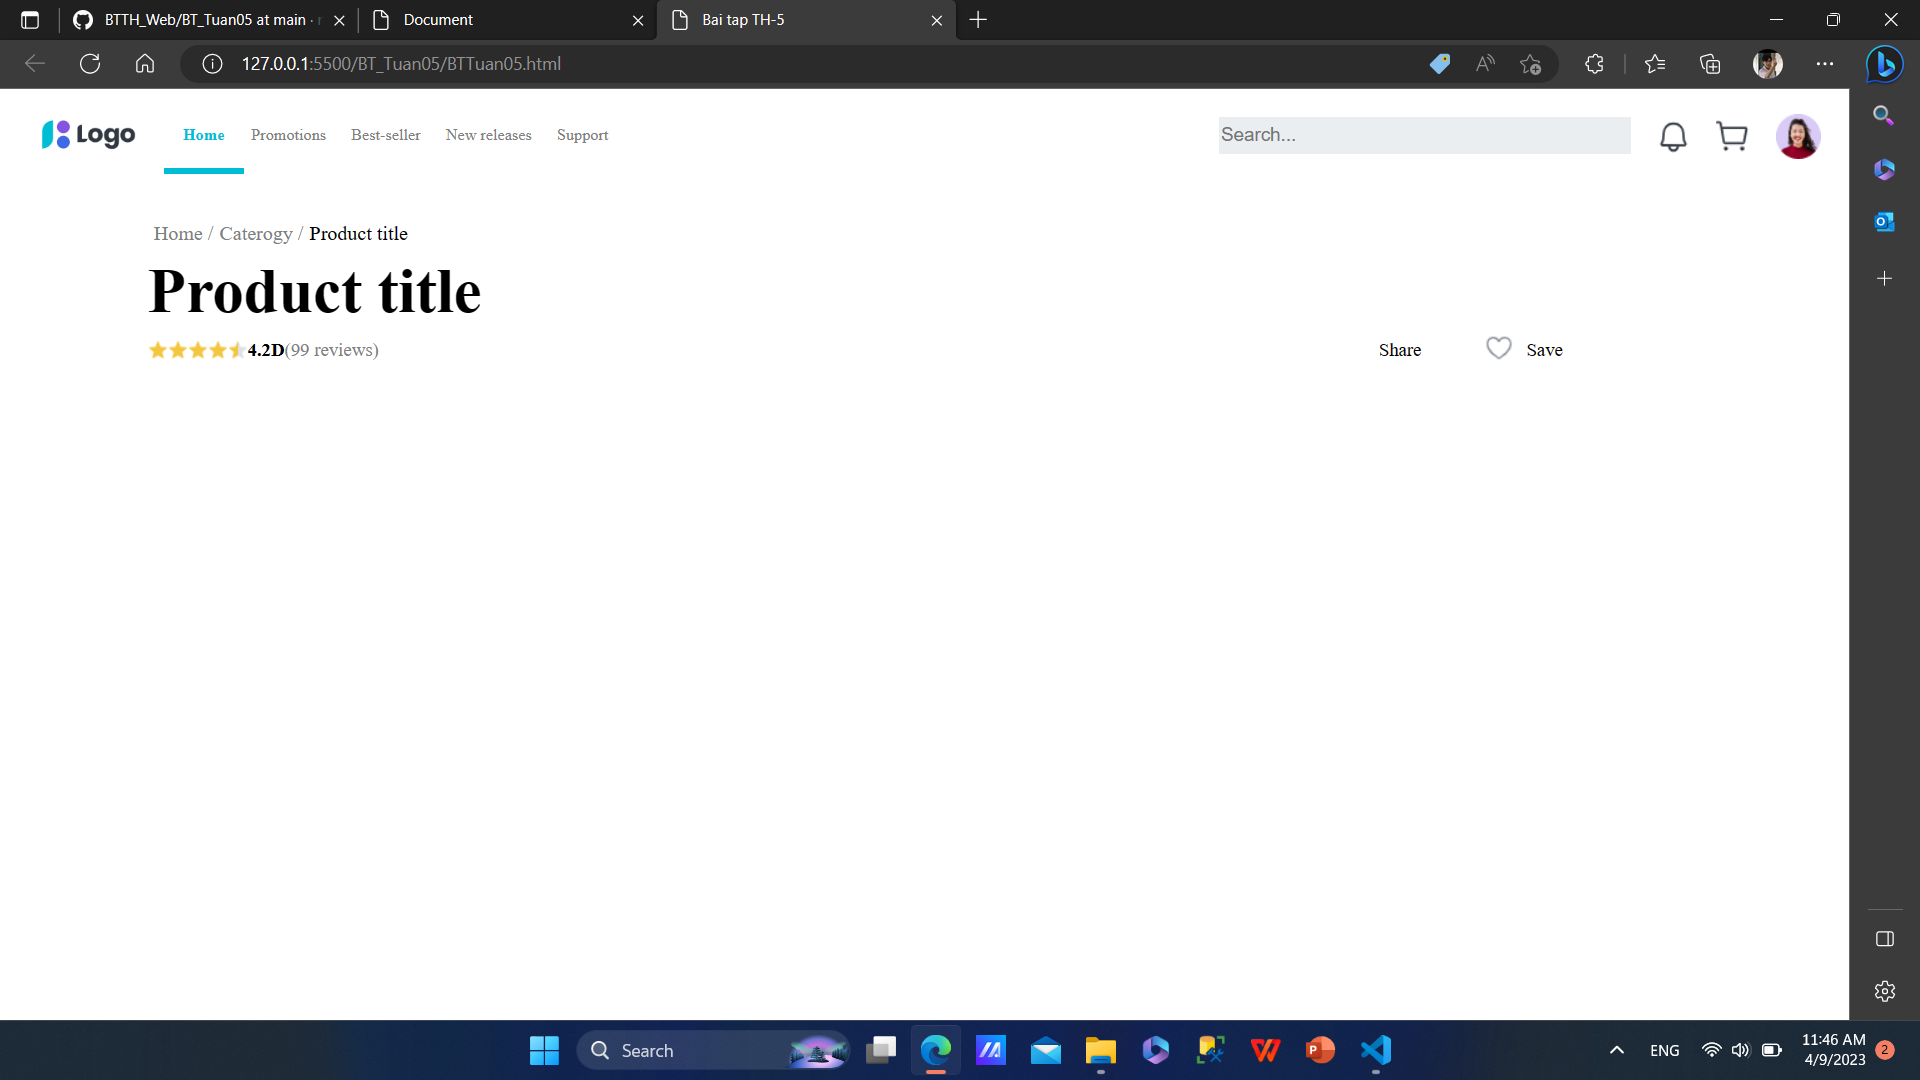 BTTH_Web/BT_Tuan05 at main ·
Document
Bai tap TH-5
127.0.0.1:5500/BT_Tuan05/BTTuan05.html
Logo
Home
Promotions
Best-seller
New releases
Support
Search...
Home / Caterogy / Product title
Product title
4.2D(99 reviews)
Share
Save
Search
ENG
11:46 AM
4/9/2023
2